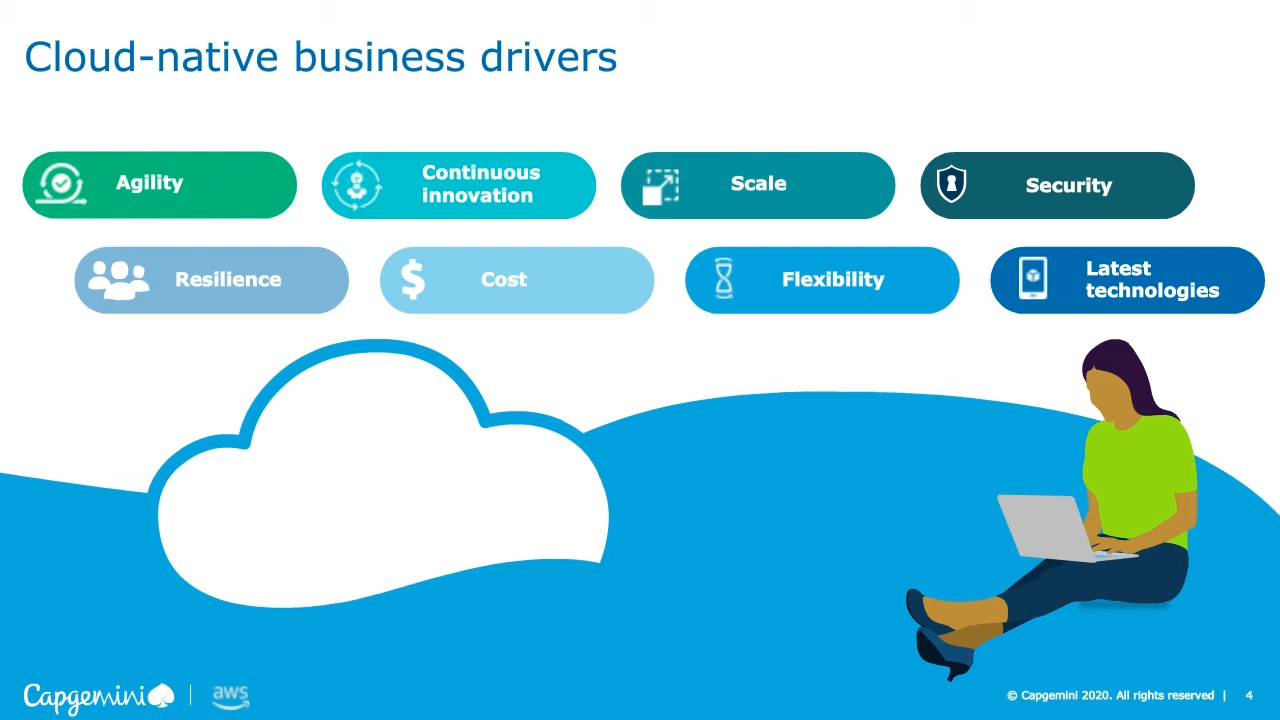 Cloud-native business drivers
Agility
Continuous
innovation
Scale
Security
Resilience
Cost
Flexibility
Latest
technologies
Capgemini
aws
© Capgemini 2020. All rights reserved | 4